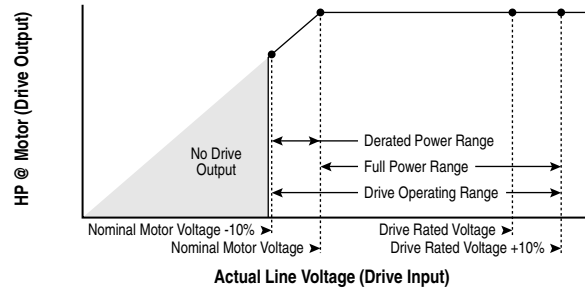 HP @ Motor (Drive Output)
No Drive
Output
Derated Power Range
Full Power Range
Drive Operating Range
Nominal Motor Voltage -10%
Drive Rated Voltage
Nominal Motor Voltage
Drive Rated Voltage +10%
Actual Line Voltage (Drive Input)